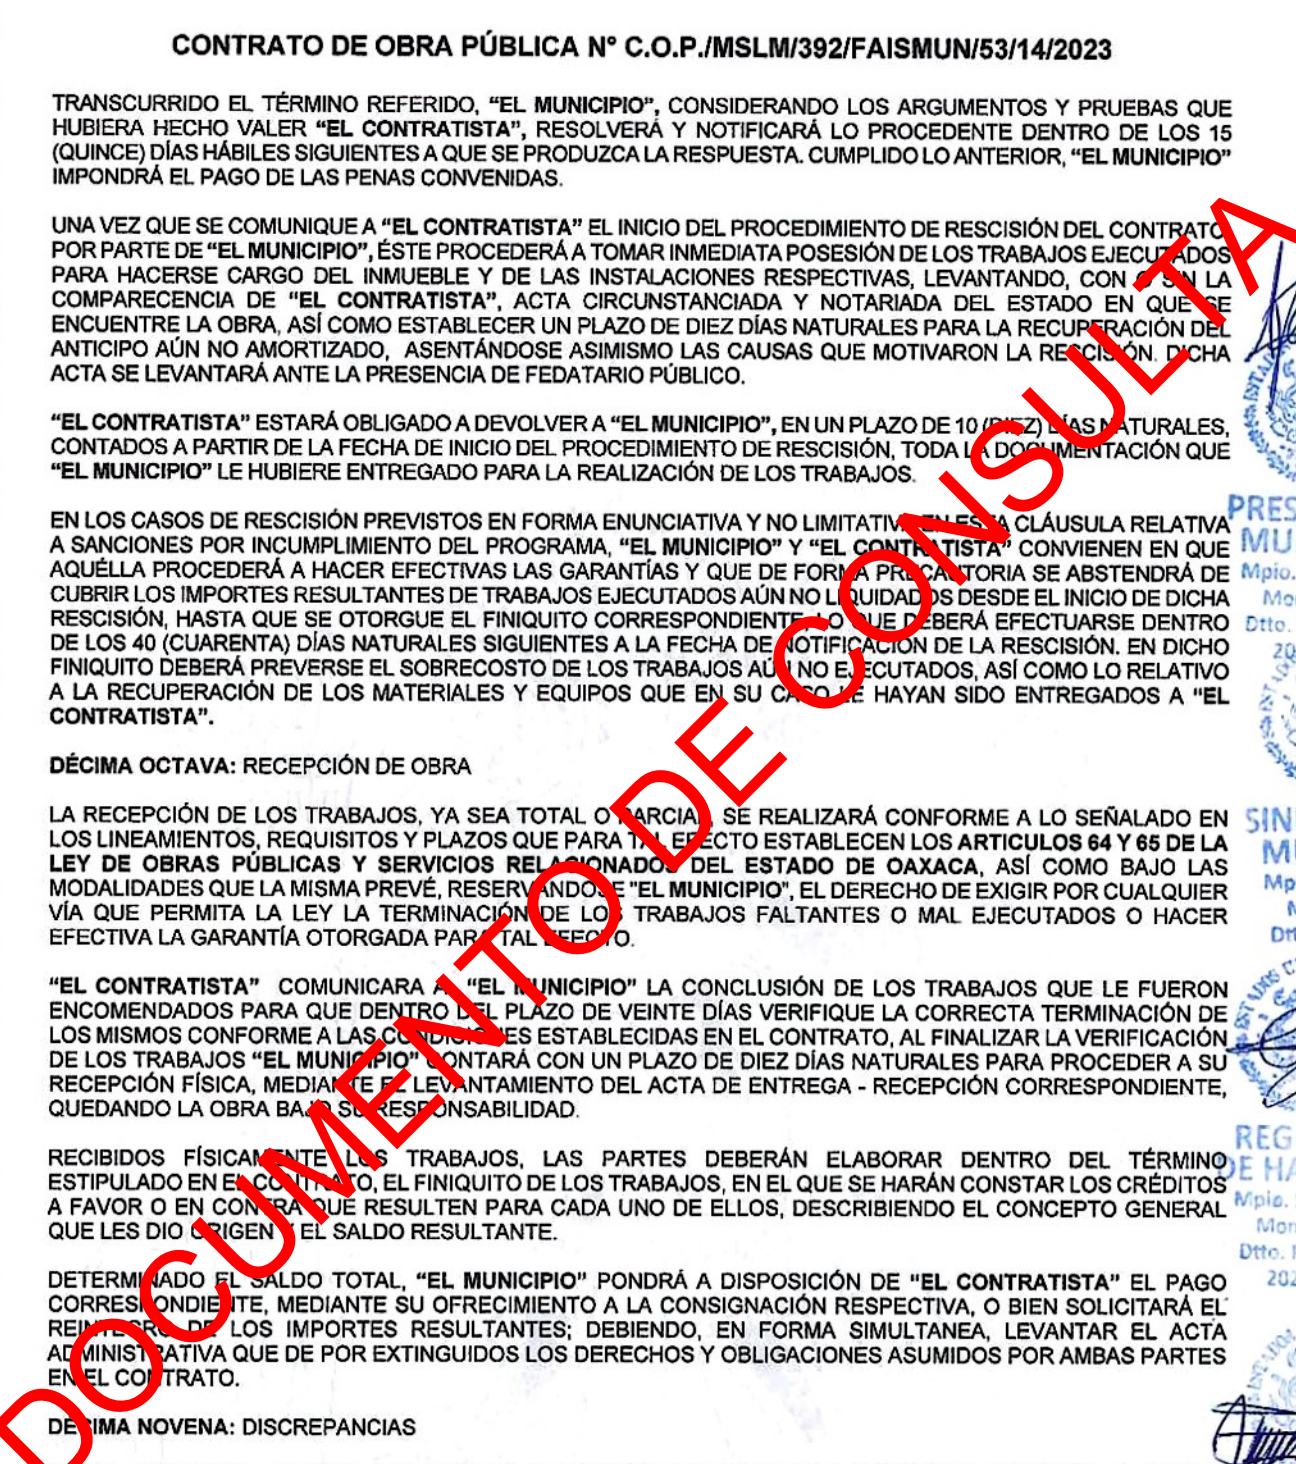 CONTRATO DE OBRA PÚBLICA N° C.O.P./MSLM/392/FAISMUN/53/14/2023
TRANSCURRIDO EL TÉRMINO REFERIDO, “EL MUNICIPIO”, CONSIDERANDO LOS ARGUMENTOS Y PRUEBAS QUE
HUBIERA HECHO VALER “EL CONTRATISTA”, RESOLVERÁ Y NOTIFICARÁ LO PROCEDENTE DENTRO DE LOS 15
(QUINCE) DÍAS HÁBILES SIGUIENTES A QUE SE PRODUZCA LA RESPUESTA. CUMPLIDO LO ANTERIOR, “EL MUNICIPIO”
IMPONDRÁ EL PAGO DE LAS PENAS CONVENIDAS.
UNA VEZ QUE SE COMUNIQUE A “EL CONTRATISTA” EL INICIO DEL PROCEDIMIENTO DE RESCISIÓN DEL CONTRATO
POR PARTE DE “EL MUNICIPIO”, ÉSTE PROCEDERÁ A TOMAR INMEDIATA POSESIÓN DE LOS TRABAJOS EJECUTADOS
PARA HACERSE CARGO DEL INMUEBLE Y DE LAS INSTALACIONES RESPECTIVAS, LEVANTANDO, CON O SIN LA
COMPARECENCIA DE “EL CONTRATISTA”, ACTA CIRCUNSTANCIADA Y NOTARIADA DEL ESTADO EN QUE SE
ENCUENTRE LA OBRA, ASÍ COMO ESTABLECER UN PLAZO DE DIEZ DÍAS NATURALES PARA LA RECUPERACIÓN DEL
ANTICIPO AÚN NO AMORTIZADO, ASENTÁNDOSE ASIMISMO LAS CAUSAS QUE MOTIVARON LA RESCISIÓN. DICHA
ACTA SE LEVANTARÁ ANTE LA PRESENCIA DE FEDATARIO PÚBLICO.
“EL CONTRATISTA” ESTARÁ OBLIGADO A DEVOLVER A “EL MUNICIPIO”, EN UN PLAZO DE 10 (DIEZ) DÍAS NATURALES,
CONTADOS A PARTIR DE LA FECHA DE INICIO DEL PROCEDIMIENTO DE RESCISIÓN, TODA LA DOCUMENTACIÓN QUE
“EL MUNICIPIO” LE HUBIERE ENTREGADO PARA LA REALIZACIÓN DE LOS TRABAJOS.
EN LOS CASOS DE RESCISIÓN PREVISTOS EN FORMA ENUNCIATIVA Y NO LIMITATIVA EN ESTA CLÁUSULA RELATIVA
A SANCIONES POR INCUMPLIMIENTO DEL PROGRAMA, “EL MUNICIPIO” Y “EL CONTRATISTA” CONVIENEN EN QUE
AQUÉLLA PROCEDERÁ A HACER EFECTIVAS LAS GARANTÍAS Y QUE DE FORMA PRECAUTORIA SE ABSTENDRÁ DE
CUBRIR LOS IMPORTES RESULTANTES DE TRABAJOS EJECUTADOS AÚN NO LIQUIDADOS DESDE EL INICIO DE DICHA
RESCISIÓN, HASTA QUE SE OTORGUE EL FINIQUITO CORRESPONDIENTE, LO QUE DEBERÁ EFECTUARSE DENTRO
DE LOS 40 (CUARENTA) DÍAS NATURALES SIGUIENTES A LA FECHA DE NOTIFICACIÓN DE LA RESCISIÓN. EN DICHO
FINIQUITO DEBERÁ PREVERSE EL SOBRECOSTO DE LOS TRABAJOS AÚN NO EJECUTADOS, ASÍ COMO LO RELATIVO
A LA RECUPERACIÓN DE LOS MATERIALES Y EQUIPOS QUE EN SU CASO LE HAYAN SIDO ENTREGADOS A “EL
CONTRATISTA”.
DÉCIMA OCTAVA: RECEPCIÓN DE OBRA
LA RECEPCIÓN DE LOS TRABAJOS, YA SEA TOTAL O PARCIAL, SE REALIZARÁ CONFORME A LO SEÑALADO EN
LOS LINEAMIENTOS, REQUISITOS Y PLAZOS QUE PARA TAL EFECTO ESTABLECEN LOS ARTICULOS 64 Y 65 DE LA
LEY DE OBRAS PÚBLICAS Y SERVICIOS RELACIONADOS DEL ESTADO DE OAXACA, ASÍ COMO BAJO LAS
MODALIDADES QUE LA MISMA PREVÉ, RESERVANDOSE "EL MUNICIPIO", EL DERECHO DE EXIGIR POR CUALQUIER
VÍA QUE PERMITA LA LEY LA TERMINACIÓN DE LOS TRABAJOS FALTANTES O MAL EJECUTADOS O HACER
EFECTIVA LA GARANTÍA OTORGADA PARA TAL EFECTO.
“EL CONTRATISTA” COMUNICARA A “EL MUNICIPIO” LA CONCLUSIÓN DE LOS TRABAJOS QUE LE FUERON
ENCOMENDADOS PARA QUE DENTRO DEL PLAZO DE VEINTE DÍAS VERIFIQUE LA CORRECTA TERMINACIÓN DE
LOS MISMOS CONFORME A LAS CONDICIONES ESTABLECIDAS EN EL CONTRATO, AL FINALIZAR LA VERIFICACIÓN
DE LOS TRABAJOS “EL MUNICIPIO” CONTARÁ CON UN PLAZO DE DIEZ DÍAS NATURALES PARA PROCEDER A SU
RECEPCIÓN FÍSICA, MEDIANTE EL LEVANTAMIENTO DEL ACTA DE ENTREGA - RECEPCIÓN CORRESPONDIENTE,
QUEDANDO LA OBRA BAJO SU RESPONSABILIDAD.
RECIBIDOS FÍSICAMENTE LOS TRABAJOS, LAS PARTES DEBERÁN ELABORAR DENTRO DEL TÉRMINO
ESTIPULADO EN EL CONTRATO, EL FINIQUITO DE LOS TRABAJOS, EN EL QUE SE HARÁN CONSTAR LOS CRÉDITOS
A FAVOR O EN CONTRA QUE RESULTEN PARA CADA UNO DE ELLOS, DESCRIBIENDO EL CONCEPTO GENERAL
QUE LES DIO ORIGEN Y EL SALDO RESULTANTE.
DETERMINADO EL SALDO TOTAL, “EL MUNICIPIO” PONDRÁ A DISPOSICIÓN DE “EL CONTRATISTA” EL PAGO
CORRESPONDIENTE, MEDIANTE SU OFRECIMIENTO A LA CONSIGNACIÓN RESPECTIVA, O BIEN SOLICITARÁ EL
REINTEGRO DE LOS IMPORTES RESULTANTES; DEBIENDO, EN FORMA SIMULTANEA, LEVANTAR EL ACTA
ADMINISTRATIVA QUE DE POR EXTINGUIDOS LOS DERECHOS Y OBLIGACIONES ASUMIDOS POR AMBAS PARTES
EN EL CONTRATO.
DÉCIMA NOVENA: DISCREPANCIAS
DOCUMENTO DE CONSULTA
PRES
MU
Mpio.
Dtto.
SIN
Mp
REG
DE HA
Mpio.
Dtto.
202